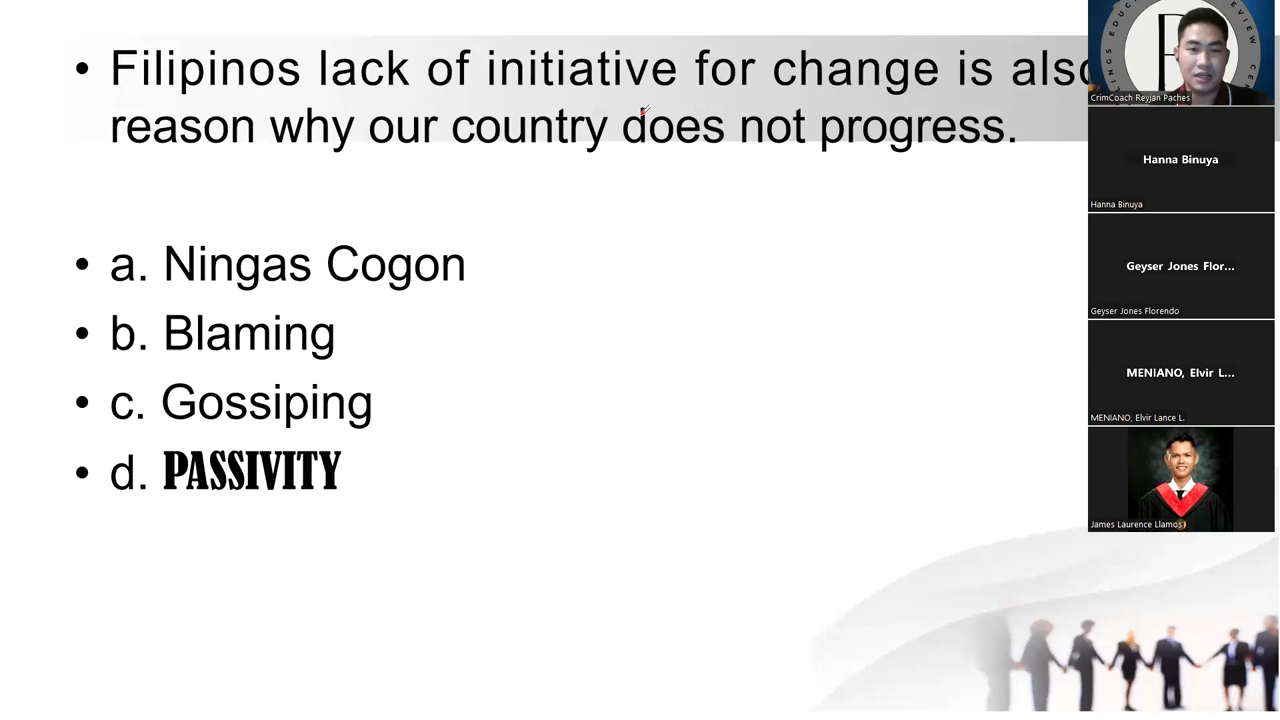 • Filipinos lack of initiative for change is also
reason why our country does not progress.
• a. Ningas Cogon
• b. Blaming
• c. Gossiping
• d. PASSIVITY
CrimCoach Reyjan Paches
Hanna Binuya
Hanna Binuya
Geyser Jones Flor...
Geyser Jones Florendo
MENIANO, Elvir L...
MENIANO, Elvir Lance L.
James Laurence Llamos